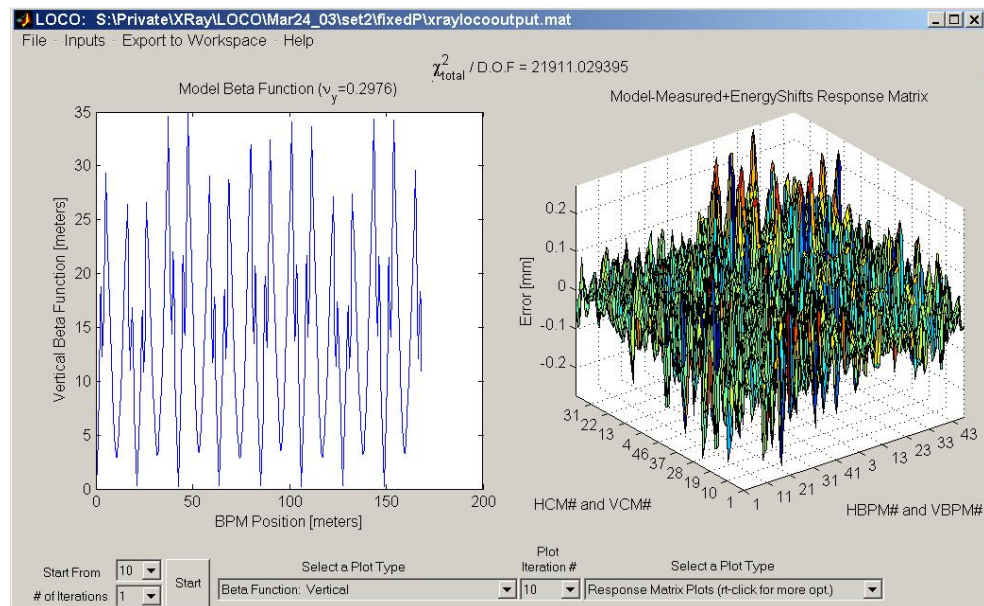 LOCO: S:\Private\XRay\LOCO\Mar24_03\set2\fixedP\xraylocooutput.mat
File - Inputs - Export to Workspace - Help
χ²total / D.O.F = 21911.029395
Model Beta Function (νy=0.2976)
Vertical Beta Function [meters]
35
30
25
20
15
10
5
0
0 50 100 150 200
BPM Position [meters]
Model-Measured+EnergyShifts Response Matrix
Error [mm]
0.2
0.1
0
-0.1
-0.2
31 22 13 4 46 37 28 19 10 1
1 11 21 31 41 3 13 23 33 43
HCM# and VCM#
HBPM# and VBPM#
Start From 10
# of Iterations 1
Start
Select a Plot Type
Beta Function: Vertical
Plot
Iteration #
10
Select a Plot Type
Response Matrix Plots (rt-click for more opt.)